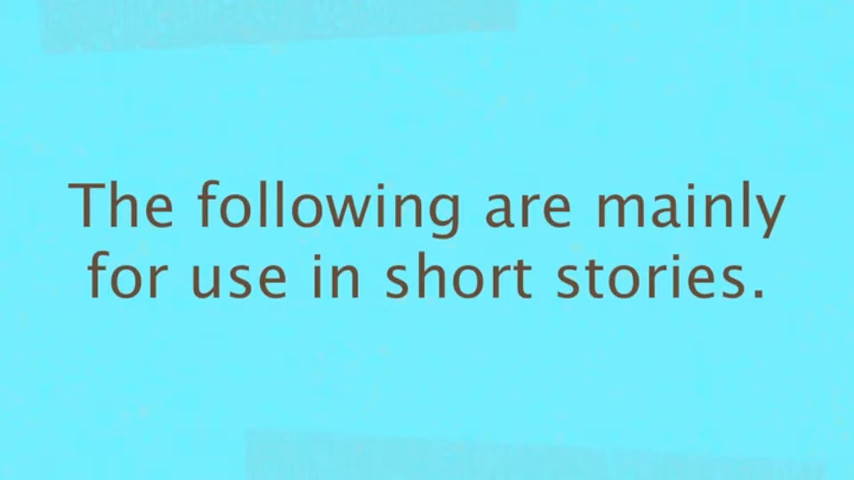 The following are mainly
for use in short stories.